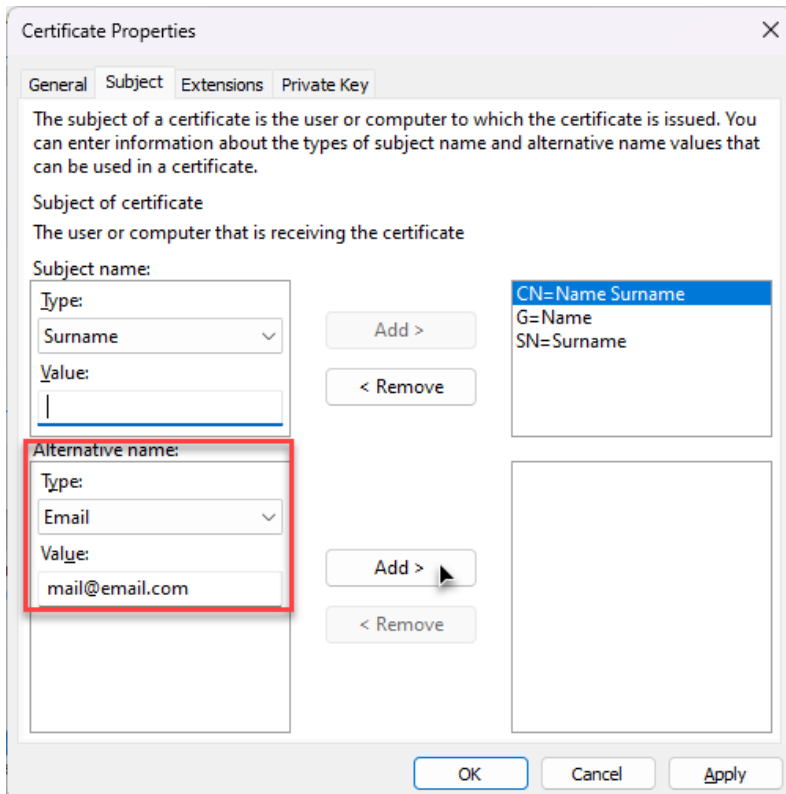 Certificate Properties
General Subject Extensions Private Key
The subject of a certificate is the user or computer to which the certificate is issued. You
can enter information about the types of subject name and alternative name values that
can be used in a certificate.
Subject of certificate
The user or computer that is receiving the certificate
Subject name:
Type:
Surname
Value:
Add >
< Remove
CN=Name Surname
G=Name
SN=Surname
Alternative name:
Type:
Email
Value:
mail@email.com
Add >
< Remove
OK Cancel Apply